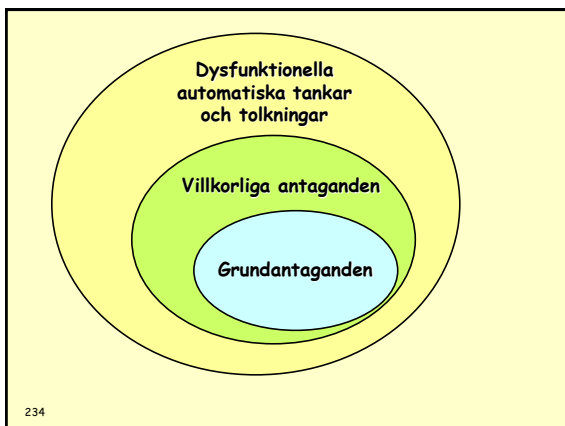 Dysfunktionella
automatiska tankar
och tolkningar
Villkorliga antaganden
Grundantaganden
234